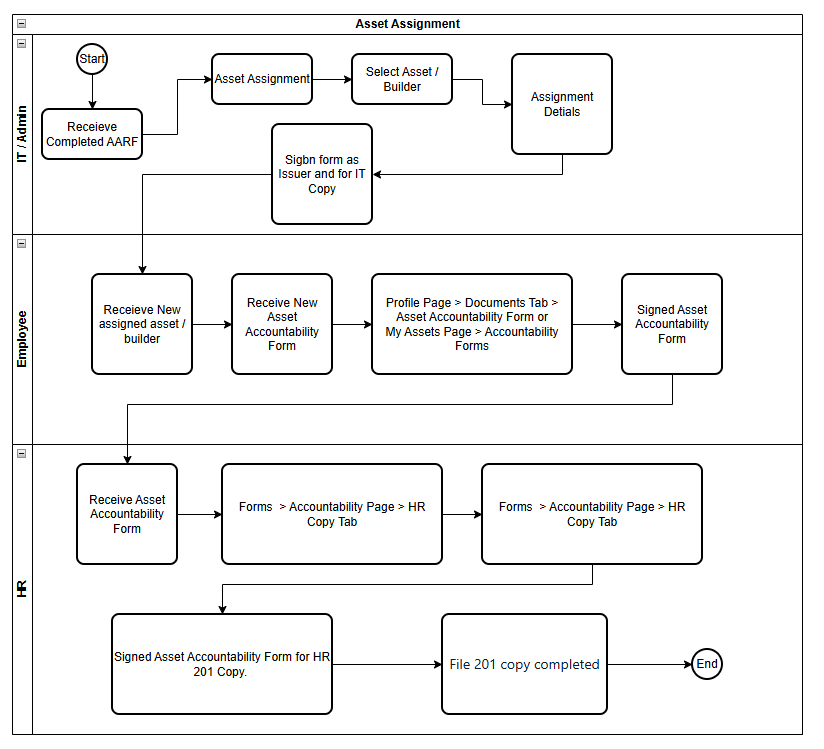 Asset Assignment
IT / Admin
Start
Receieve
Completed AARF
Asset Assignment
Select Asset /
Builder
Assignment
Detials
Sigbn form as
Issuer and for IT
Copy
Employee
Receieve New
assigned asset /
builder
Receive New
Asset
Accountability
Form
Profile Page > Documents Tab >
Asset Accountability Form or
My Assets Page > Accountability
Forms
Signed Asset
Accountability
Form
HR
Receive Asset
Accountability
Form
Forms  > Accountability Page > HR
Copy Tab
Forms  > Accountability Page > HR
Copy Tab
Signed Asset Accountability Form for HR
201 Copy.
File 201 copy completed
End